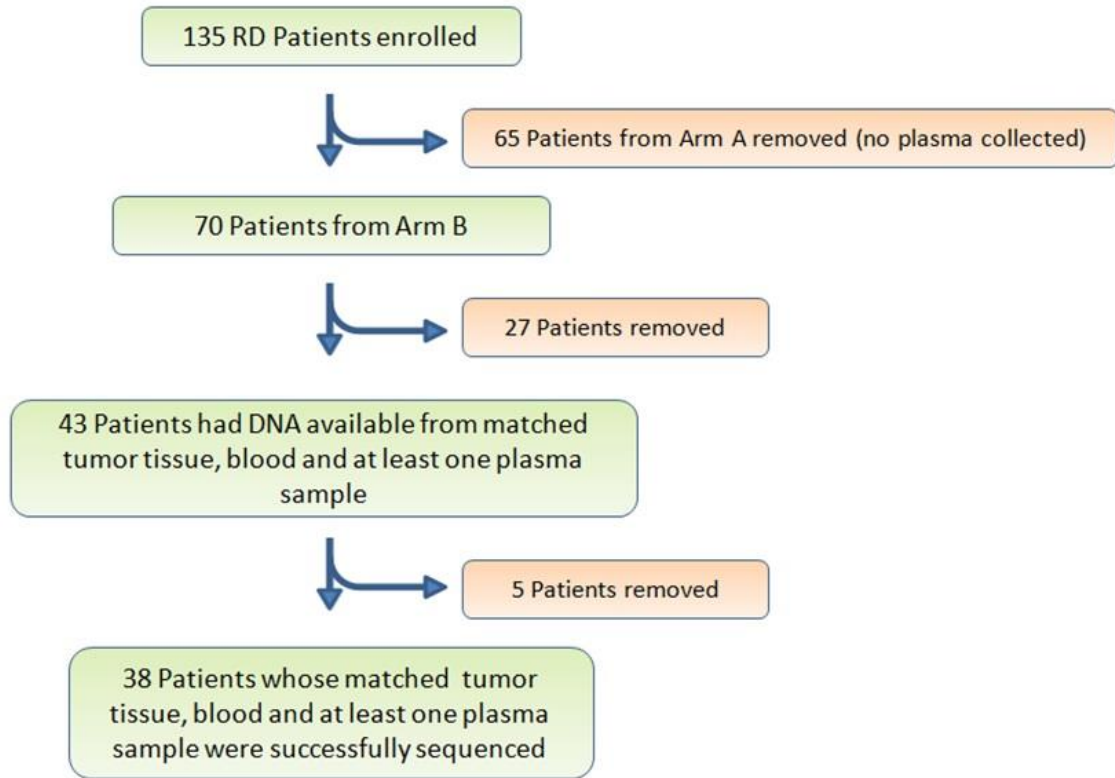 135 RD Patients enrolled
65 Patients from Arm A removed (no plasma collected)
70 Patients from Arm B
27 Patients removed
43 Patients had DNA available from matched
tumor tissue, blood and at least one plasma
sample
5 Patients removed
38 Patients whose matched tumor
tissue, blood and at least one plasma
sample were successfully sequenced